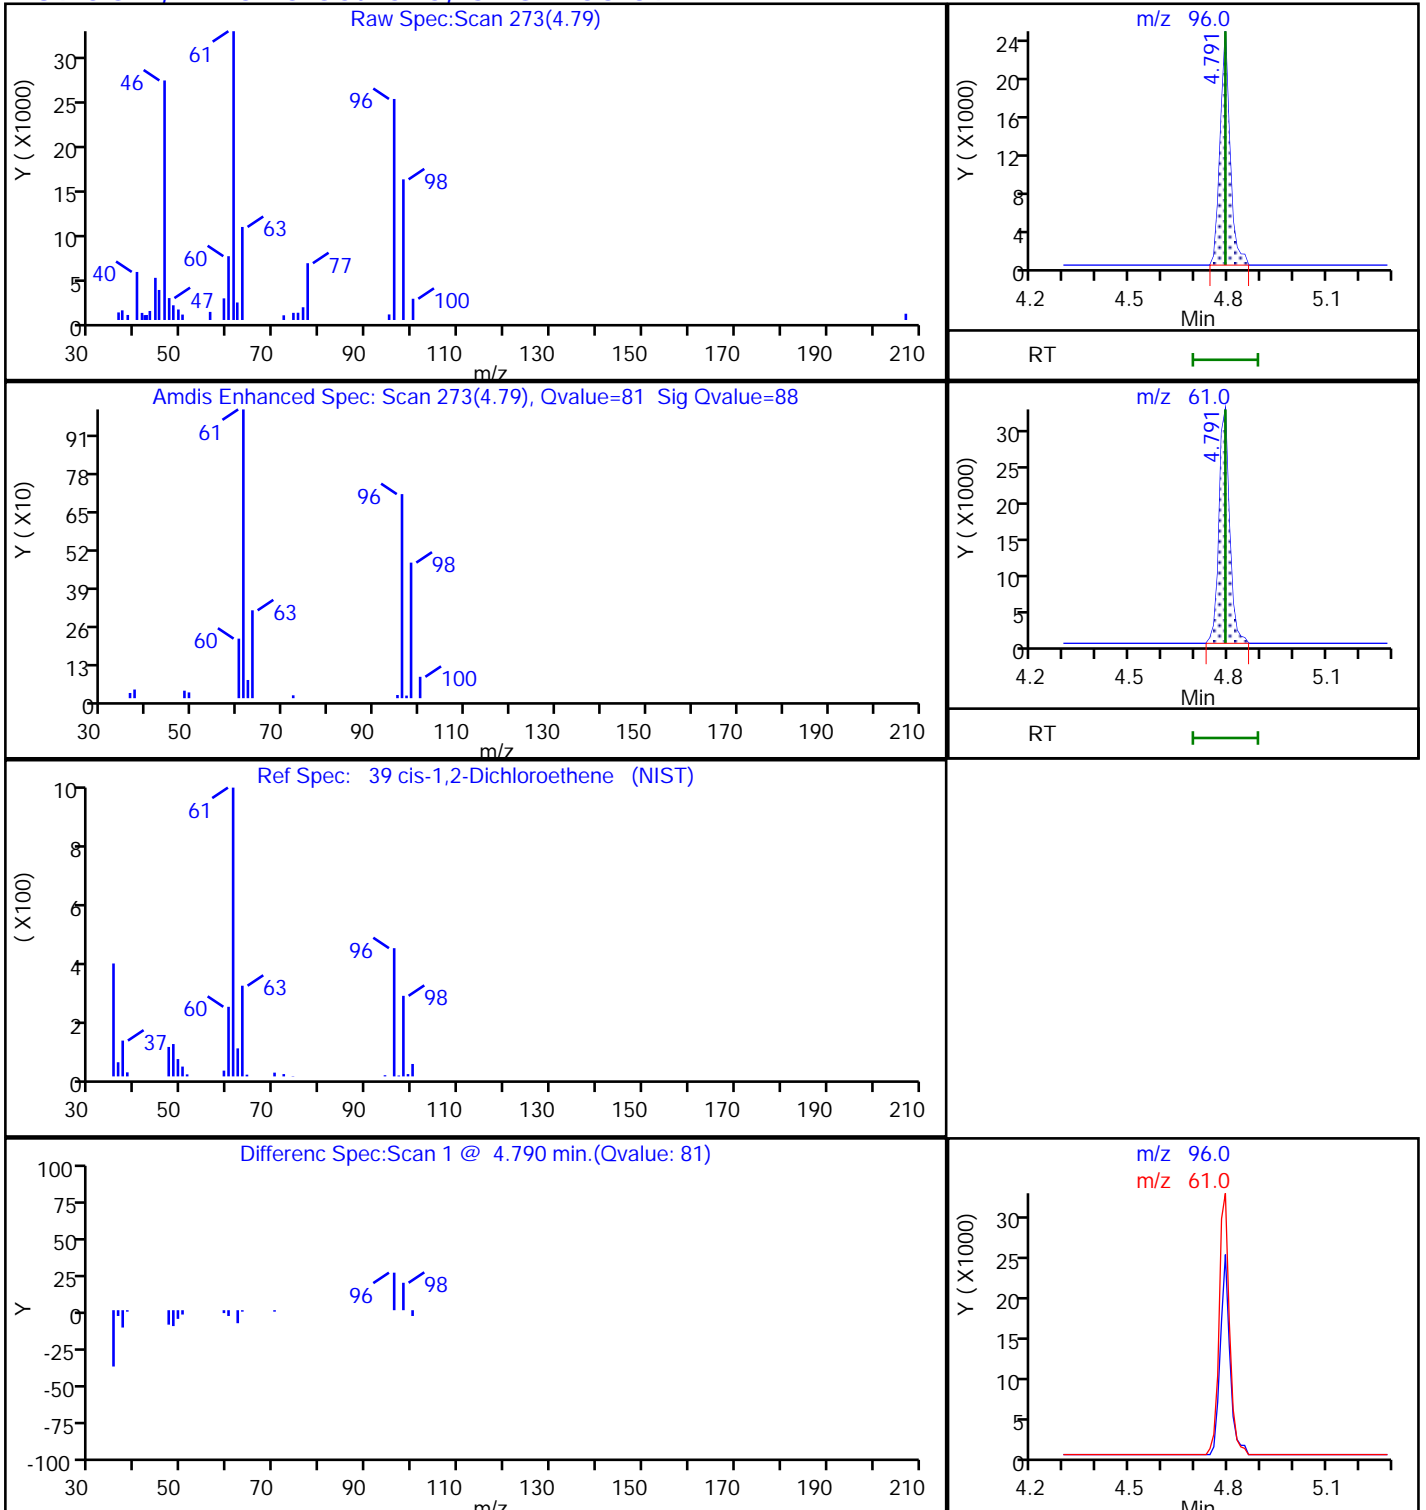 Raw Spec:Scan 273(4.79)
Y ( X1000)
30
25
20
15
10
5
0
61
46
96
98
63
60
77
40
47
100
30 50 70 90 110 130 150 170 190 210
m/z
m/z 96.0
Y ( X1000)
24
20
16
12
8
4
0
4.791
4.2 4.5 4.8 5.1
Min
RT
Amdis Enhanced Spec: Scan 273(4.79), Qvalue=81 Sig Qvalue=88
Y ( X10)
91
78
65
52
39
26
13
0
61
96
98
63
60
100
30 50 70 90 110 130 150 170 190 210
m/z
m/z 61.0
Y ( X1000)
30
25
20
15
10
5
0
4.791
4.2 4.5 4.8 5.1
Min
RT
Ref Spec: 39 cis-1,2-Dichloroethene (NIST)
( X100)
10
8
6
4
2
0
61
96
63
98
60
37
30 50 70 90 110 130 150 170 190 210
Differenc Spec:Scan 1 @ 4.790 min.(Qvalue: 81)
Y
100
75
50
25
0
-25
-50
-75
-100
96
98
30 50 70 90 110 130 150 170 190 210
m/z
m/z 96.0
m/z 61.0
Y ( X1000)
30
25
20
15
10
5
0
4.2 4.5 4.8 5.1
Min